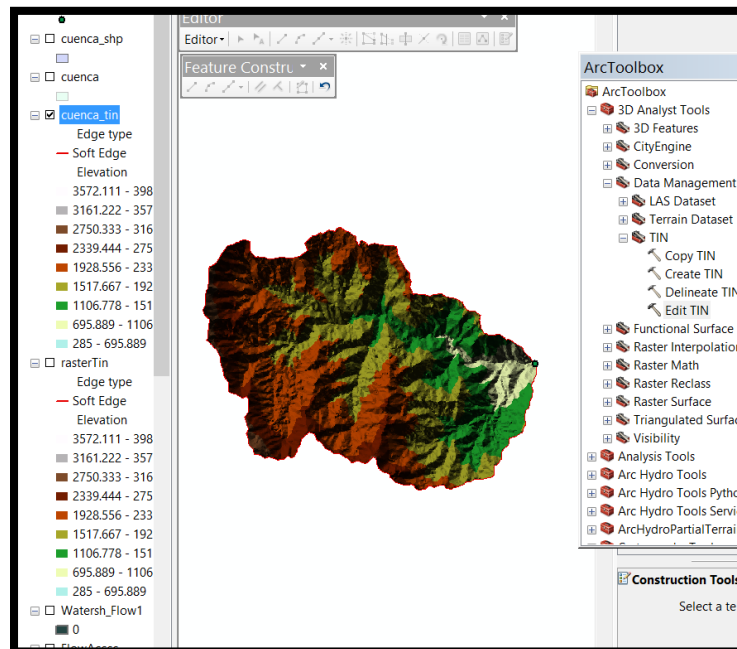 cuenca_shp
cuenca
cuenca_tin
Edge type
Soft Edge
Elevation
3572.111 - 398
3161.222 - 357
2750.333 - 316
2339.444 - 275
1928.556 - 233
1517.667 - 192
1106.778 - 151
695.889 - 1106
285 - 695.889
rasterTin
Edge type
Soft Edge
Elevation
3572.111 - 398
3161.222 - 357
2750.333 - 316
2339.444 - 275
1928.556 - 233
1517.667 - 192
1106.778 - 151
695.889 - 1106
285 - 695.889
Watersh_Flow1
0
Editor
Editor
Feature Constru
ArcToolbox
ArcToolbox
3D Analyst Tools
3D Features
CityEngine
Conversion
Data Management
LAS Dataset
Terrain Dataset
TIN
Copy TIN
Create TIN
Delineate TIN
Edit TIN
Functional Surface
Raster Interpolatio
Raster Math
Raster Reclass
Raster Surface
Triangulated Surfac
Visibility
Analysis Tools
Arc Hydro Tools
Arc Hydro Tools Pytho
Arc Hydro Tools Servi
ArcHydroPartialTerrai
Construction Tools
Select a te